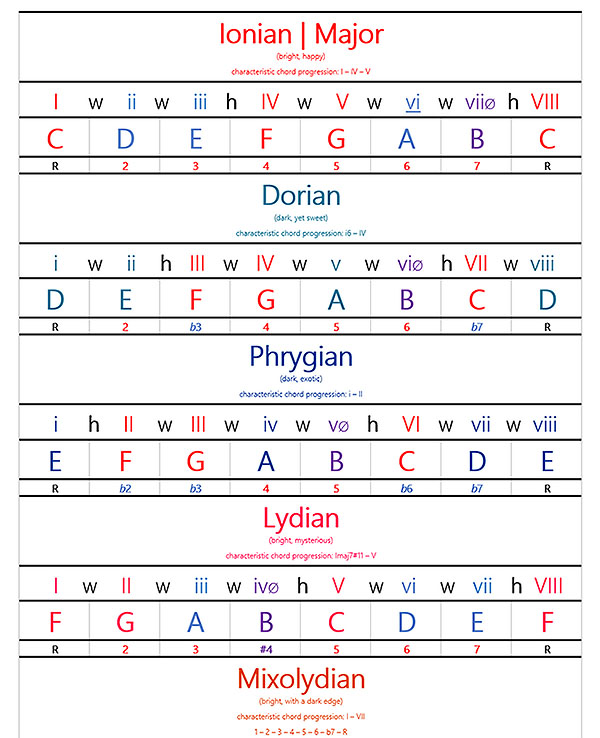 Ionian | Major
(bright, happy)
characteristic chord progression: I – IV – V
I w ii w iii h IV w V w vi w viiø h VIII
C D E F G A B C
R 2 3 4 5 6 7 R
Dorian
(dark, yet sweet)
characteristic chord progression: i6 – IV
i w ii h III w IV w v w viø h VII w viii
D E F G A B C D
R 2 b3 4 5 6 b7 R
Phrygian
(dark, exotic)
characteristic chord progression: i – II
i h II w III w iv w vø h VI w vii w viii
E F G A B C D E
R b2 b3 4 5 b6 b7 R
Lydian
(bright, mysterious)
characteristic chord progression: Imaj7#11 – V
I w II w iii w ivø h V w vi w vii h VIII
F G A B C D E F
R 2 3 #4 5 6 7 R
Mixolydian
(bright, with a dark edge)
characteristic chord progression: I – VII
1 – 2 – 3 – 4 – 5 – 6 – b7 – R